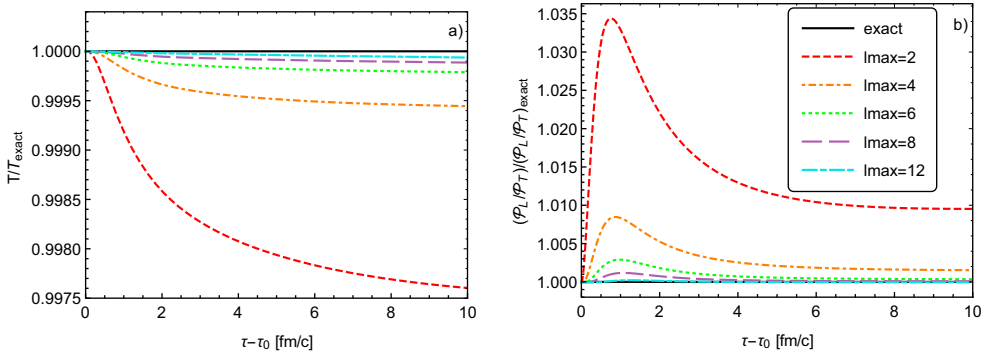 a)
T/T_exact
1.0000
0.9995
0.9990
0.9985
0.9980
0.9975
0 2 4 6 8 10
τ−τ₀ [fm/c]
b)
(𝒫_L/𝒫_T)/(𝒫_L/𝒫_T)_exact
1.035
1.030
1.025
1.020
1.015
1.010
1.005
1.000
0 2 4 6 8 10
τ−τ₀ [fm/c]
exact
lmax=2
lmax=4
lmax=6
lmax=8
lmax=12